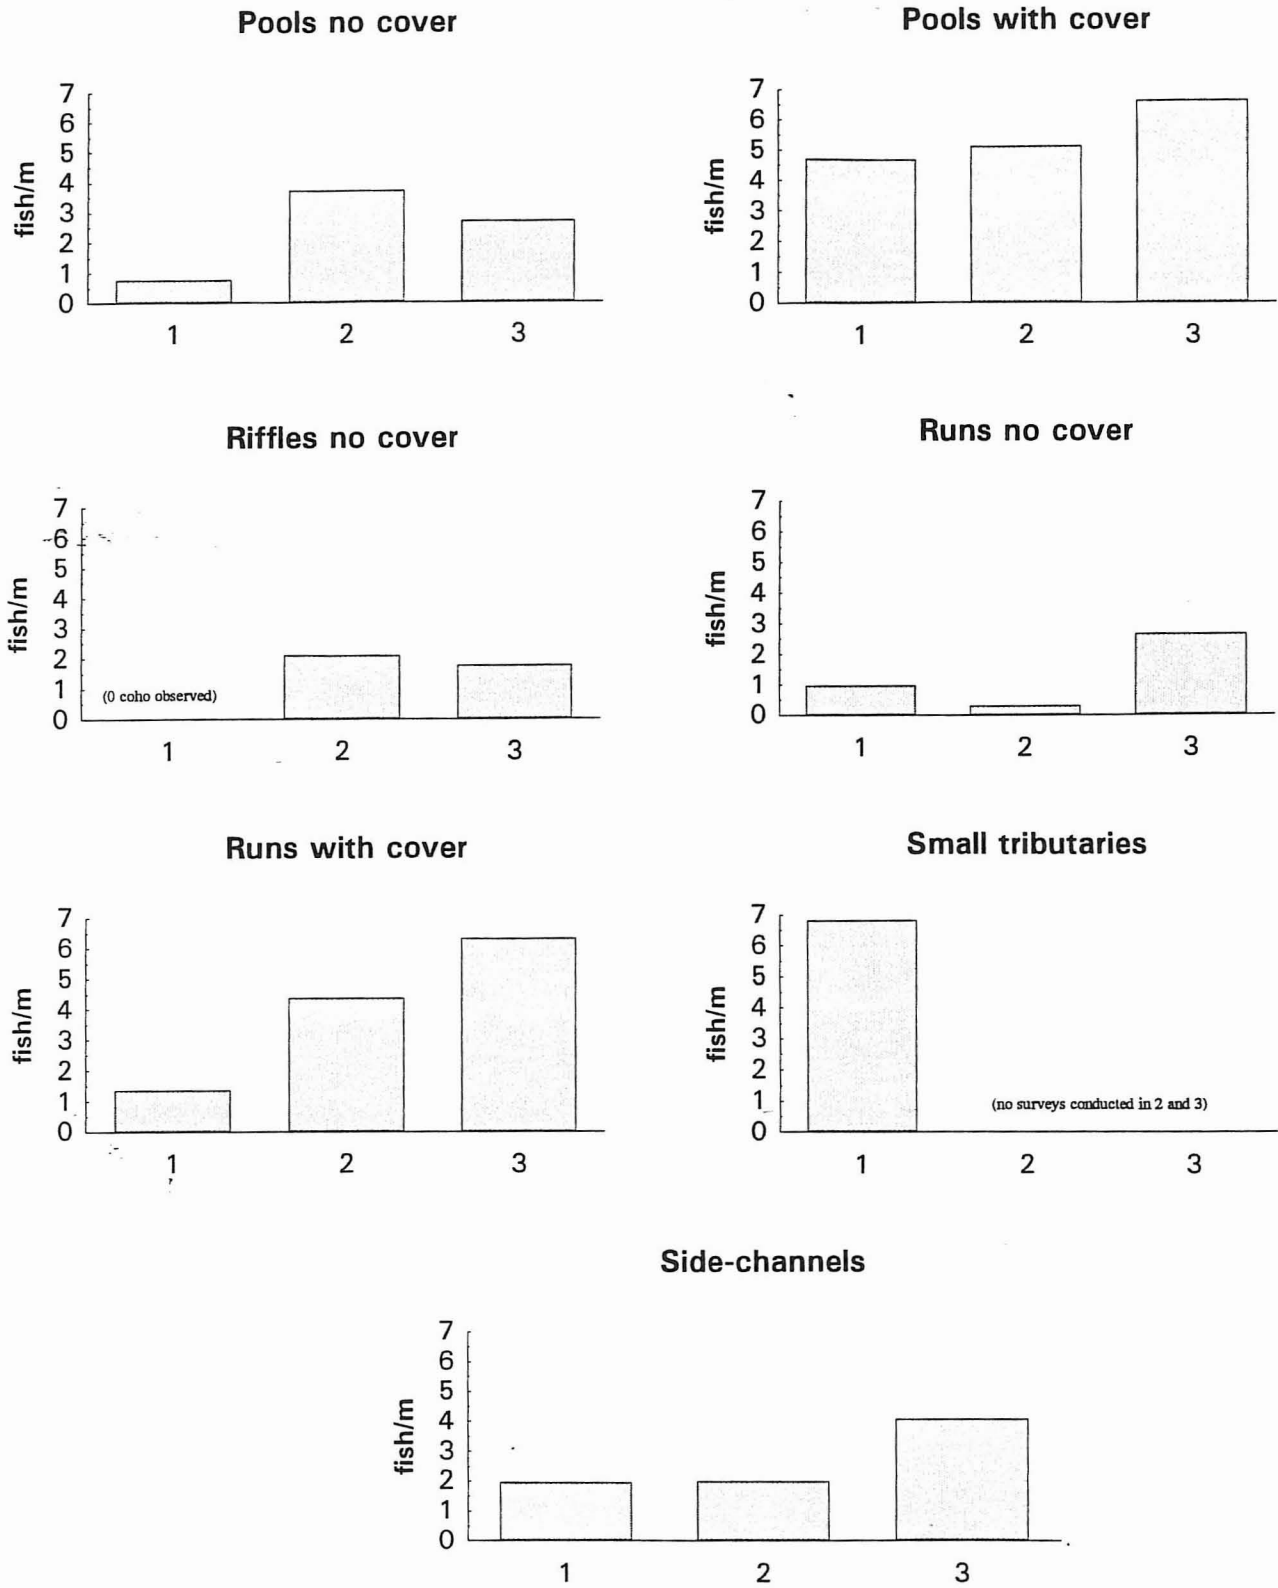 Pools no cover
7
6
5
4
3
2
1
0
fish/m
1 2 3
Pools with cover
7
6
5
4
3
2
1
0
fish/m
1 2 3
Riffles no cover
7
6
5
4
3
2
1
0
fish/m
(0 coho observed)
1 2 3
Runs no cover
7
6
5
4
3
2
1
0
fish/m
1 2 3
Runs with cover
7
6
5
4
3
2
1
0
fish/m
1 2 3
Small tributaries
7
6
5
4
3
2
1
0
fish/m
(no surveys conducted in 2 and 3)
1 2 3
Side-channels
7
6
5
4
3
2
1
0
fish/m
1 2 3